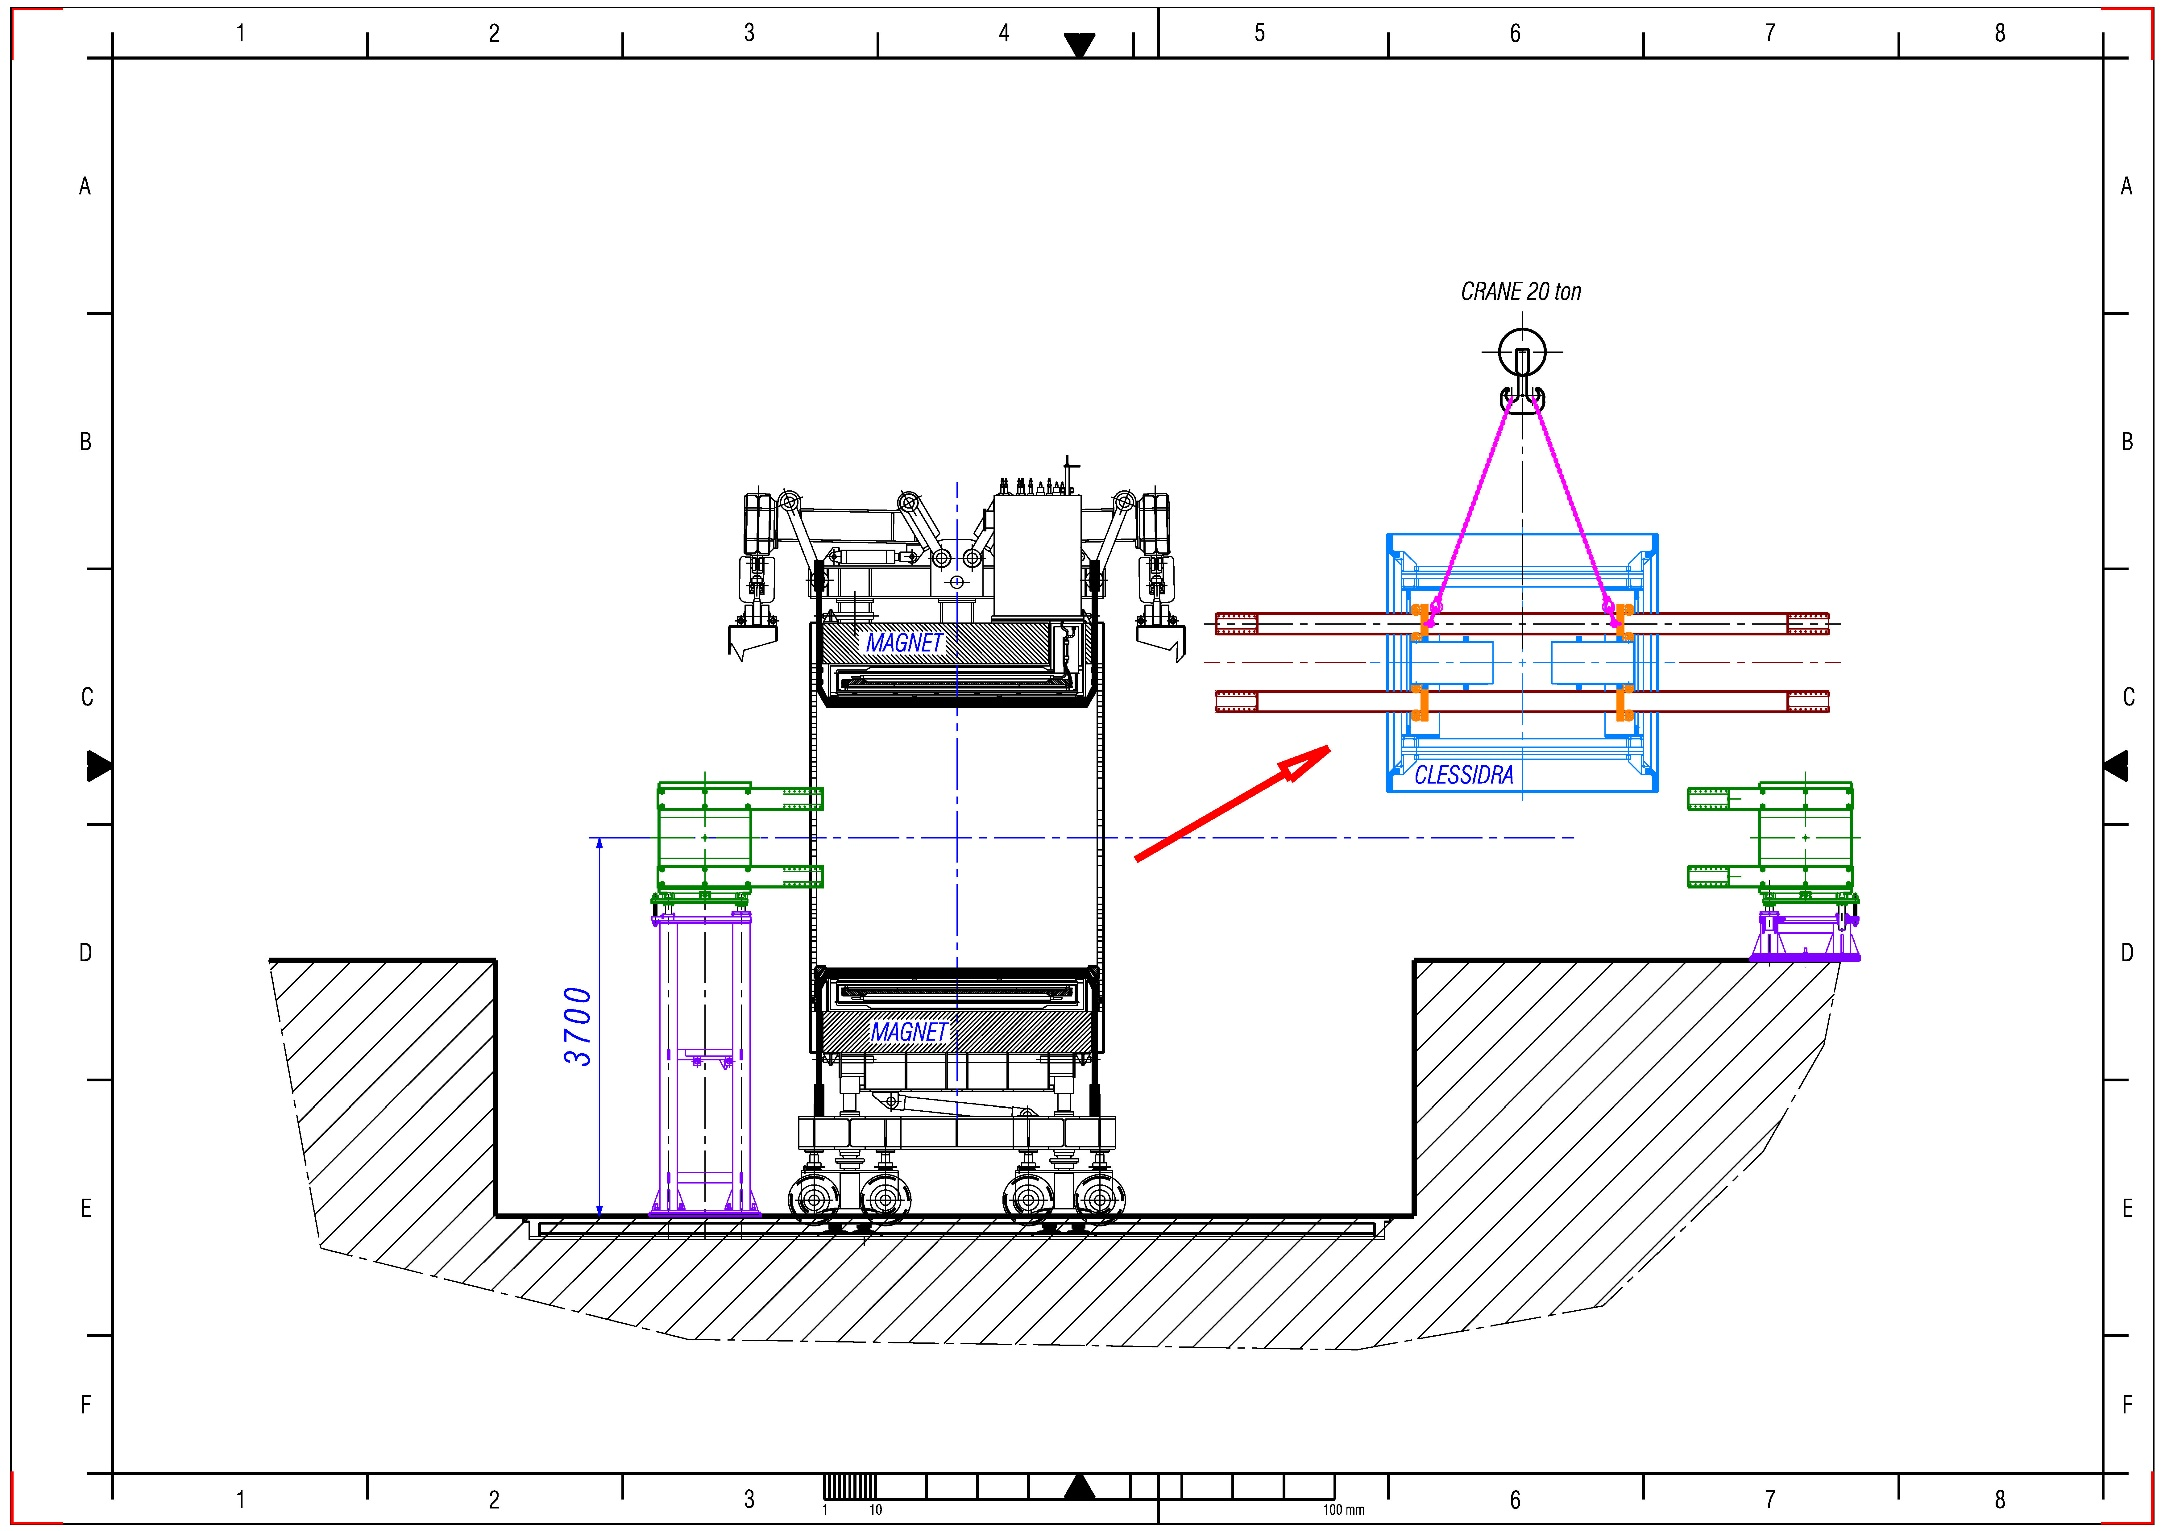 1 2 3 4 5 6 7 8
A A
CRANE 20 ton
B B
MAGNET
C C
CLESSIDRA
D D
3700
MAGNET
E E
F F
1 2 3 6 7 8
1 10 100 mm